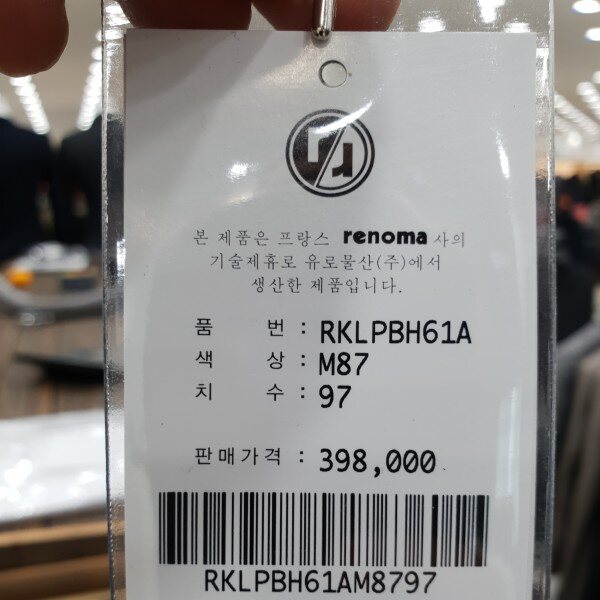 본 제품은 프랑스 renoma 사의
기술제휴로 유로물산(주)에서
생산한 제품입니다.
품 번 : RKLPBH61A
색 상 : M87
치 수 : 97
판매가격 : 398,000
RKLPBH61AM8797